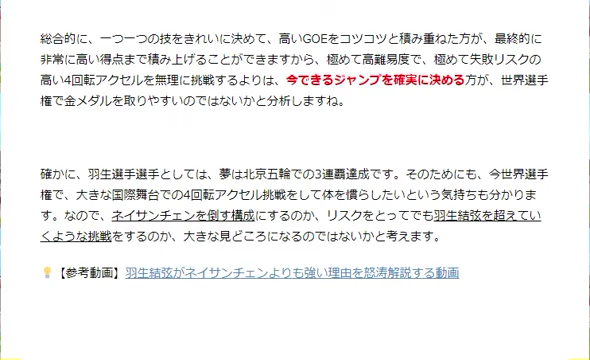 総合的に、一つ一つの技をきれいに決めて、高いGOEをコツコツと積み重ねた方が、最終的に
非常に高い得点まで積み上げることができますから、極めて高難易度で、極めて失敗リスクの
高い4回転アクセルを無理に挑戦するよりは、今できるジャンプを確実に決める方が、世界選手
権で金メダルを取りやすいのではないかと分析しますね。
確かに、羽生選手選手としては、夢は北京五輪での3連覇達成です。そのためにも、今世界選手
権で、大きな国際舞台での4回転アクセル挑戦をして体を慣らしたいという気持ちも分かりま
す。なので、ネイサンチェンを倒す構成にするのか、リスクをとってでも羽生結弦を超えてい
くような挑戦をするのか、大きな見どころになるのではないかと考えます。
💡【参考動画】羽生結弦がネイサンチェンよりも強い理由を怒涛解説する動画